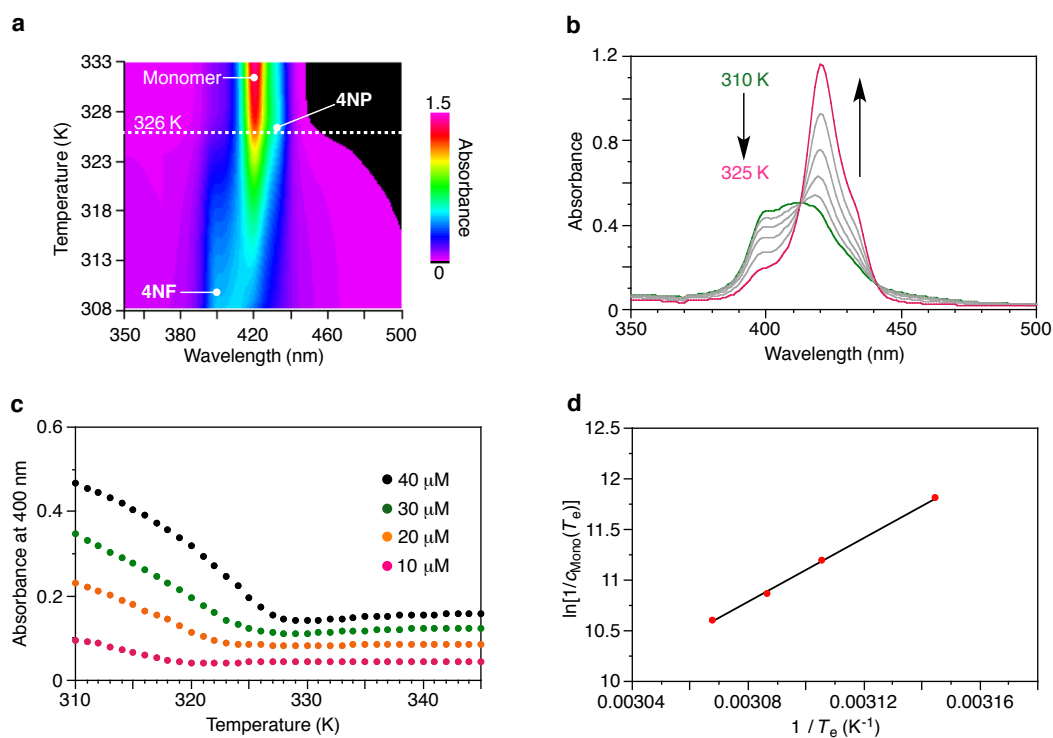 a
333
328
323
318
313
308
Temperature (K)
Monomer
4NP
326 K
4NF
350 380 420 460 500
Wavelength (nm)
1.5
Absorbance
0
b
1.2
0.8
0.4
0
Absorbance
310 K
325 K
350 400 450 500
Wavelength (nm)
c
0.6
0.4
0.2
0
Absorbance at 400 nm
40 μM
30 μM
20 μM
10 μM
310 320 330 340
Temperature (K)
d
12.5
12
11.5
11
10.5
10
ln[1/cMono(Te)]
0.00304 0.00308 0.00312 0.00316
1 / Te (K-1)